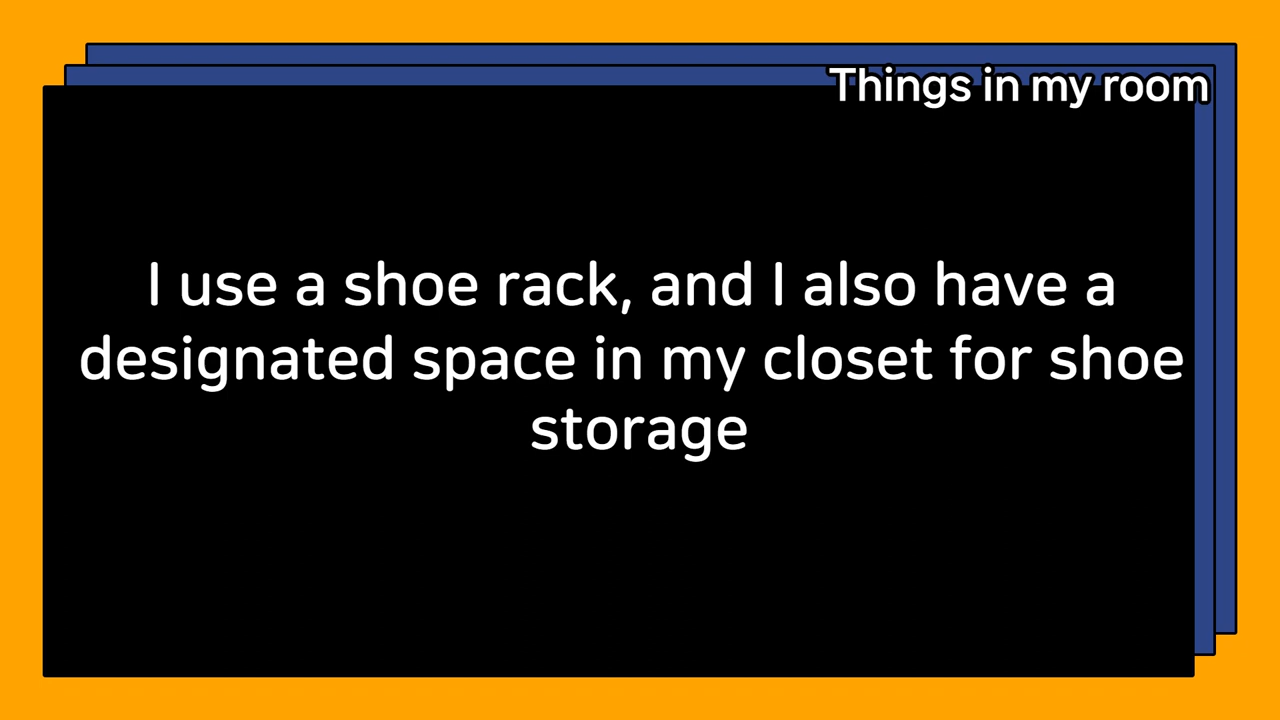 Things in my room
I use a shoe rack, and I also have a
designated space in my closet for shoe
storage